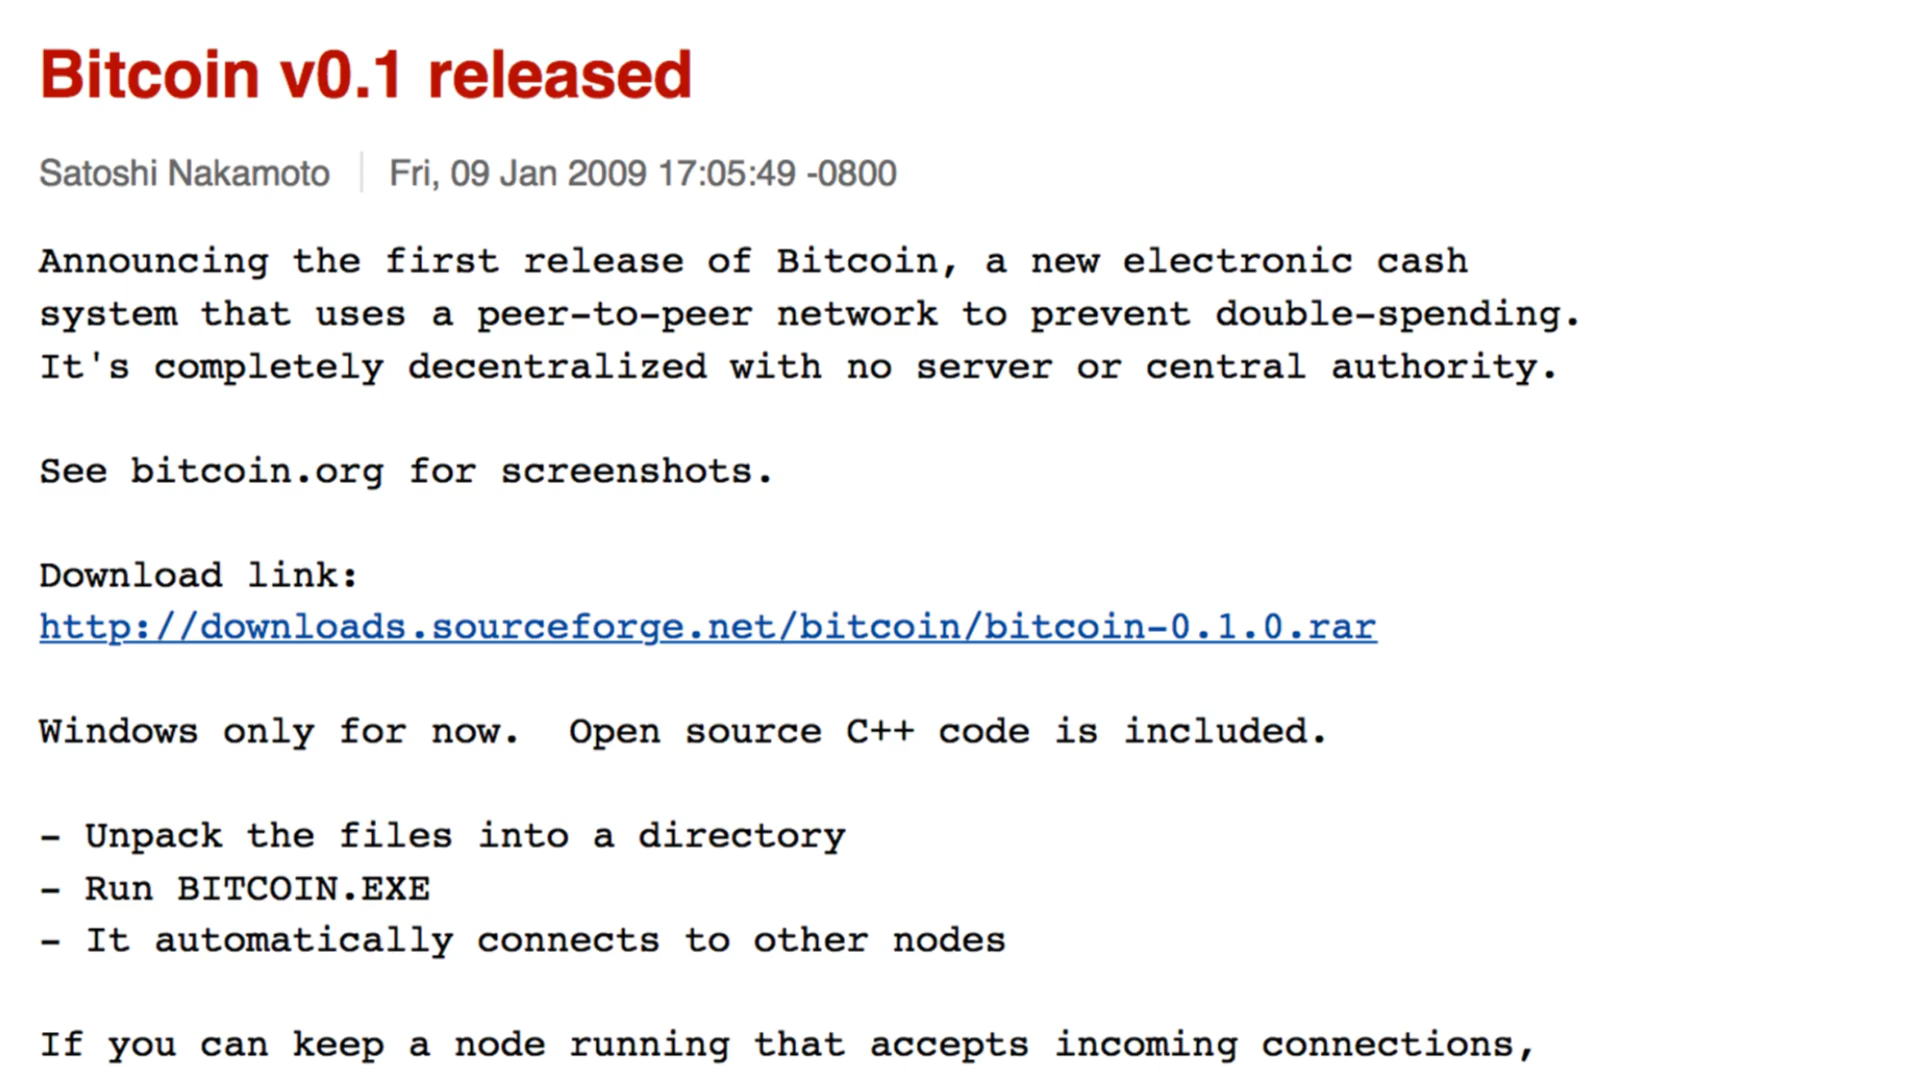 Bitcoin v0.1 released
Satoshi Nakamoto Fri, 09 Jan 2009 17:05:49 -0800
Announcing the first release of Bitcoin, a new electronic cash
system that uses a peer-to-peer network to prevent double-spending.
It's completely decentralized with no server or central authority.
See bitcoin.org for screenshots.
Download link:
http://downloads.sourceforge.net/bitcoin/bitcoin-0.1.0.rar
Windows only for now.  Open source C++ code is included.
- Unpack the files into a directory
- Run BITCOIN.EXE
- It automatically connects to other nodes
If you can keep a node running that accepts incoming connections,